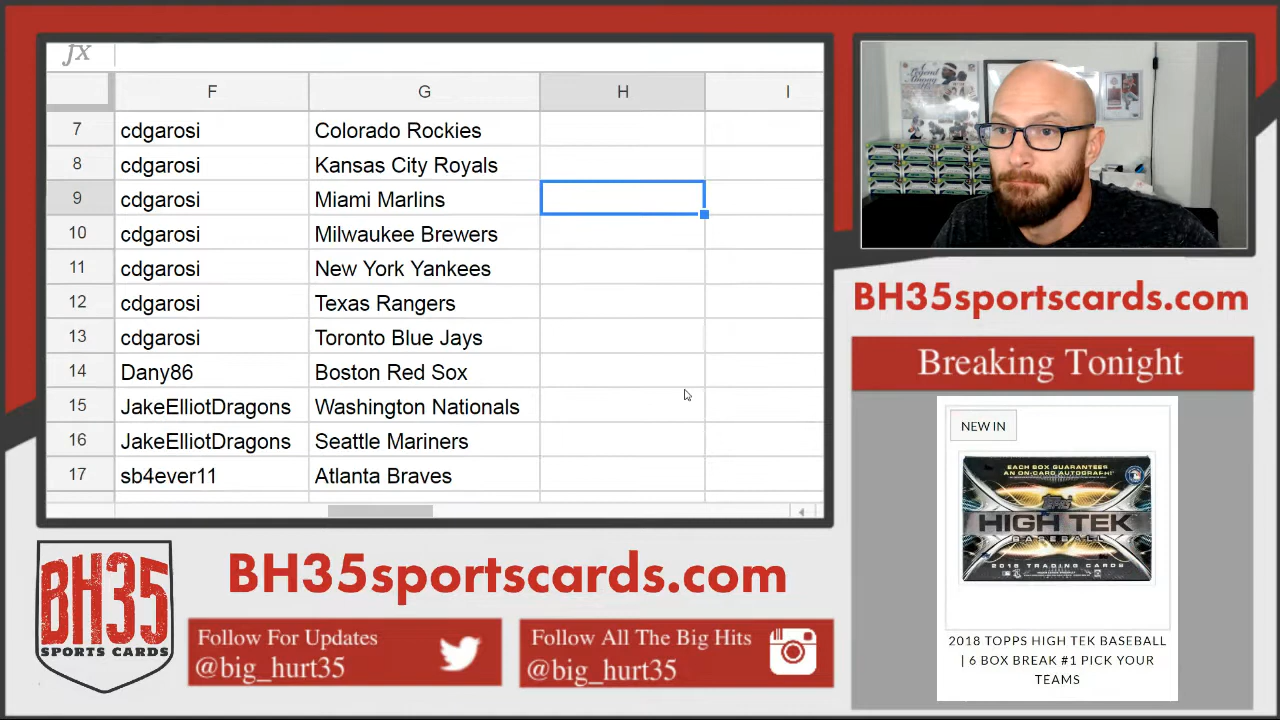 fx
F G H I
7 cdgarosi Colorado Rockies
8 cdgarosi Kansas City Royals
9 cdgarosi Miami Marlins
10 cdgarosi Milwaukee Brewers
11 cdgarosi New York Yankees
12 cdgarosi Texas Rangers
13 cdgarosi Toronto Blue Jays
14 Dany86 Boston Red Sox
15 JakeElliotDragons Washington Nationals
16 JakeElliotDragons Seattle Mariners
17 sb4ever11 Atlanta Braves
BH35sportscards.com
Breaking Tonight
NEW IN
EACH BOX GUARANTEES
AN ON-CARD AUTOGRAPH!
TOPPS
HIGH TEK
BASEBALL
2018 TRADING CARDS
2018 TOPPS HIGH TEK BASEBALL
| 6 BOX BREAK #1 PICK YOUR
TEAMS
BH35
SPORTS CARDS
BH35sportscards.com
Follow For Updates
@big_hurt35
Follow All The Big Hits
@big_hurt35